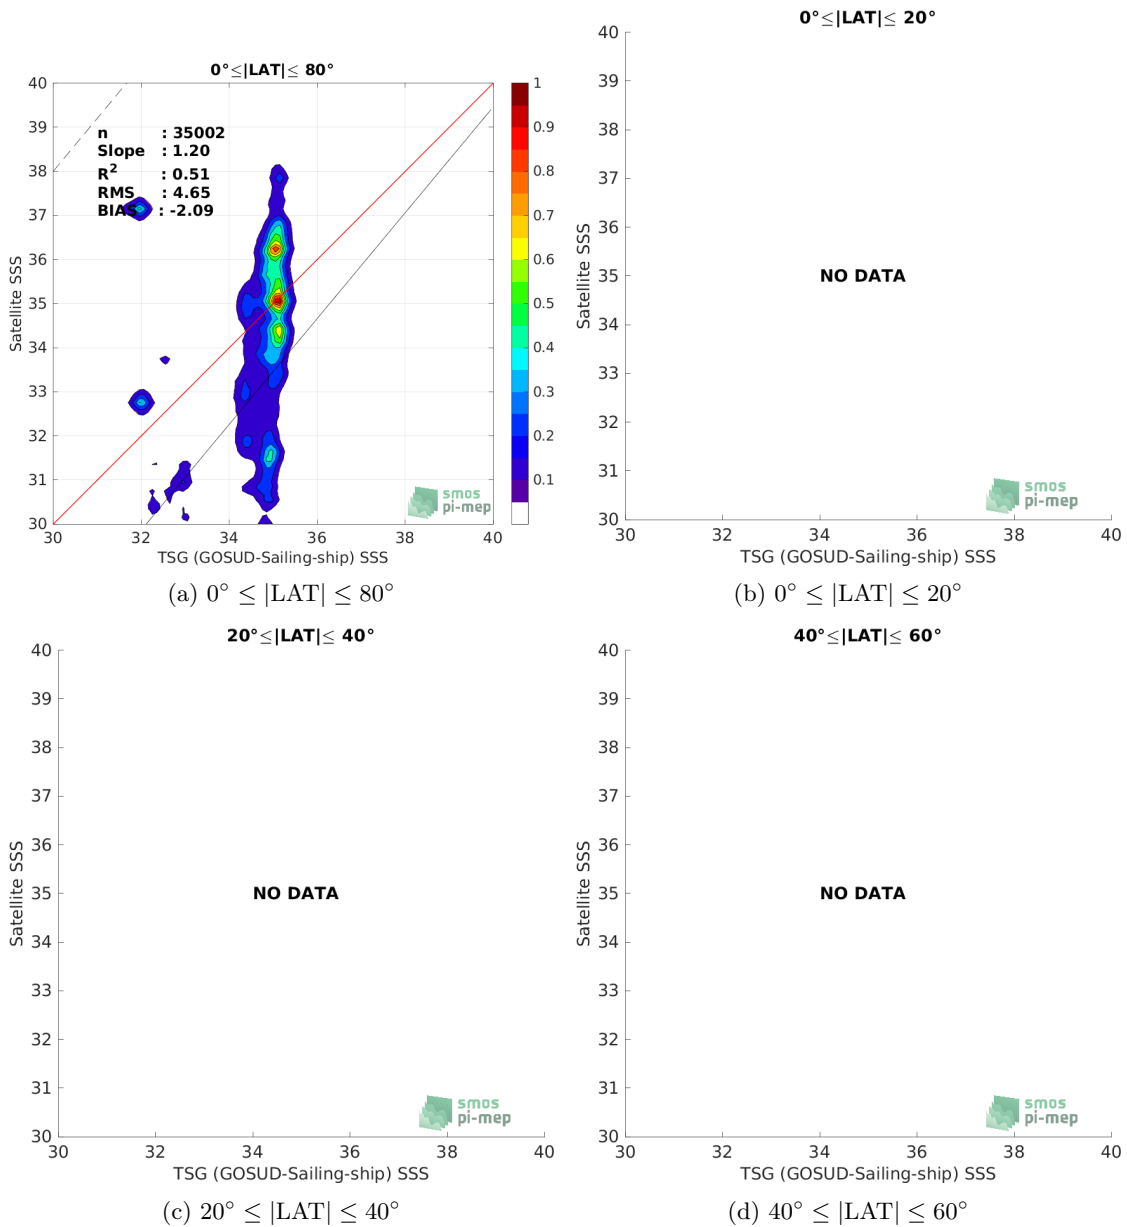 0°≤|LAT|≤ 80°
40
39
38
37
36
35
34
33
32
31
30
Satellite SSS
n : 35002
Slope : 1.20
R² : 0.51
RMS : 4.65
BIAS : -2.09
1
0.9
0.8
0.7
0.6
0.5
0.4
0.3
0.2
0.1
smos
pi-mep
30 32 34 36 38 40
TSG (GOSUD-Sailing-ship) SSS
(a) 0° ≤ |LAT| ≤ 80°
0°≤|LAT|≤ 20°
40
39
38
37
36
35
34
33
32
31
30
Satellite SSS
NO DATA
smos
pi-mep
30 32 34 36 38 40
TSG (GOSUD-Sailing-ship) SSS
(b) 0° ≤ |LAT| ≤ 20°
20°≤|LAT|≤ 40°
40
39
38
37
36
35
34
33
32
31
30
Satellite SSS
NO DATA
smos
pi-mep
30 32 34 36 38 40
TSG (GOSUD-Sailing-ship) SSS
(c) 20° ≤ |LAT| ≤ 40°
40°≤|LAT|≤ 60°
40
39
38
37
36
35
34
33
32
31
30
Satellite SSS
NO DATA
smos
pi-mep
30 32 34 36 38 40
TSG (GOSUD-Sailing-ship) SSS
(d) 40° ≤ |LAT| ≤ 60°